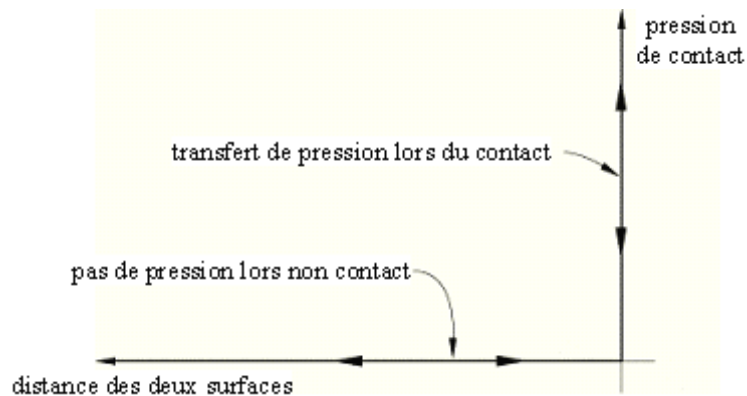 pression
de contact
transfert de pression lors du contact
pas de pression lors non contact
distance des deux surfaces